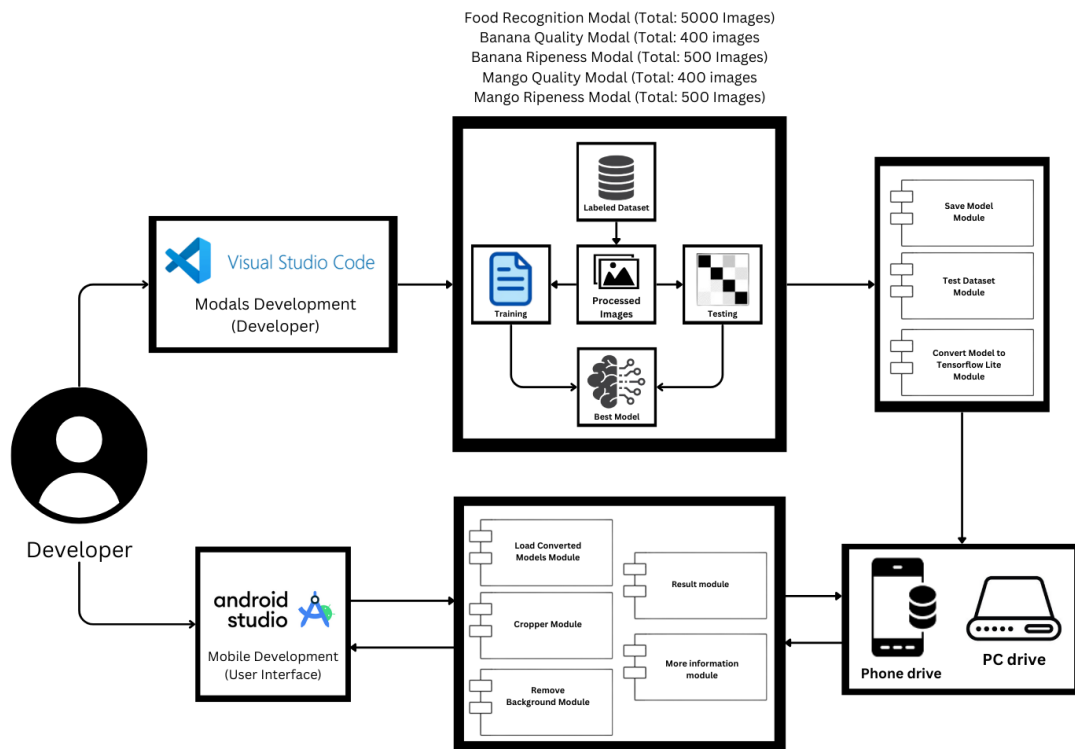 Food Recognition Modal (Total: 5000 Images)
Banana Quality Modal (Total: 400 images
Banana Ripeness Modal (Total: 500 Images)
Mango Quality Modal (Total: 400 images
Mango Ripeness Modal (Total: 500 Images)
Visual Studio Code
Modals Development
(Developer)
Labeled Dataset
Training
Processed
Images
Testing
Best Model
Save Model
Module
Test Dataset
Module
Convert Model to
Tensorflow Lite
Module
Developer
android
studio
Mobile Development
(User Interface)
Load Converted
Models Module
Cropper Module
Remove
Background Module
Result module
More information
module
Phone drive
PC drive